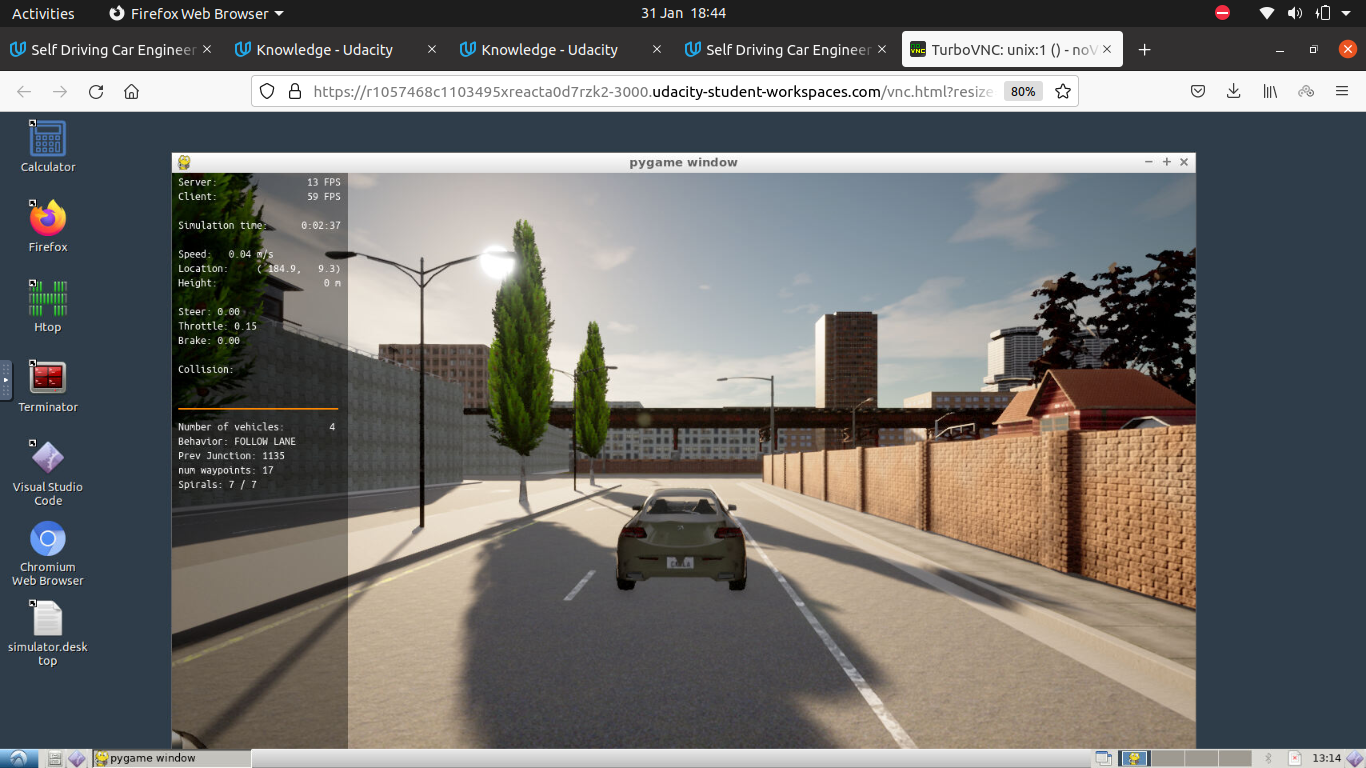 Activities
Firefox Web Browser
31 Jan 18:44
Self Driving Car Engineer
Knowledge - Udacity
Knowledge - Udacity
Self Driving Car Engineer
TurboVNC: unix:1 () - noV
https://r1057468c1103495xreacta0d7rzk2-3000.udacity-student-workspaces.com/vnc.html?resize
80%
Calculator
Firefox
Htop
Terminator
Visual Studio
Code
Chromium
Web Browser
simulator.desk
top
pygame window
Server: 13 FPS
Client: 59 FPS
Simulation time: 0:02:37
Speed: 0.04 m/s
Location: ( 184.9, 9.3)
Height: 0 m
Steer: 0.00
Throttle: 0.15
Brake: 0.00
Collision:
Number of vehicles: 4
Behavior: FOLLOW LANE
Prev Junction: 1135
num waypoints: 17
Spirals: 7 / 7
pygame window
13:14